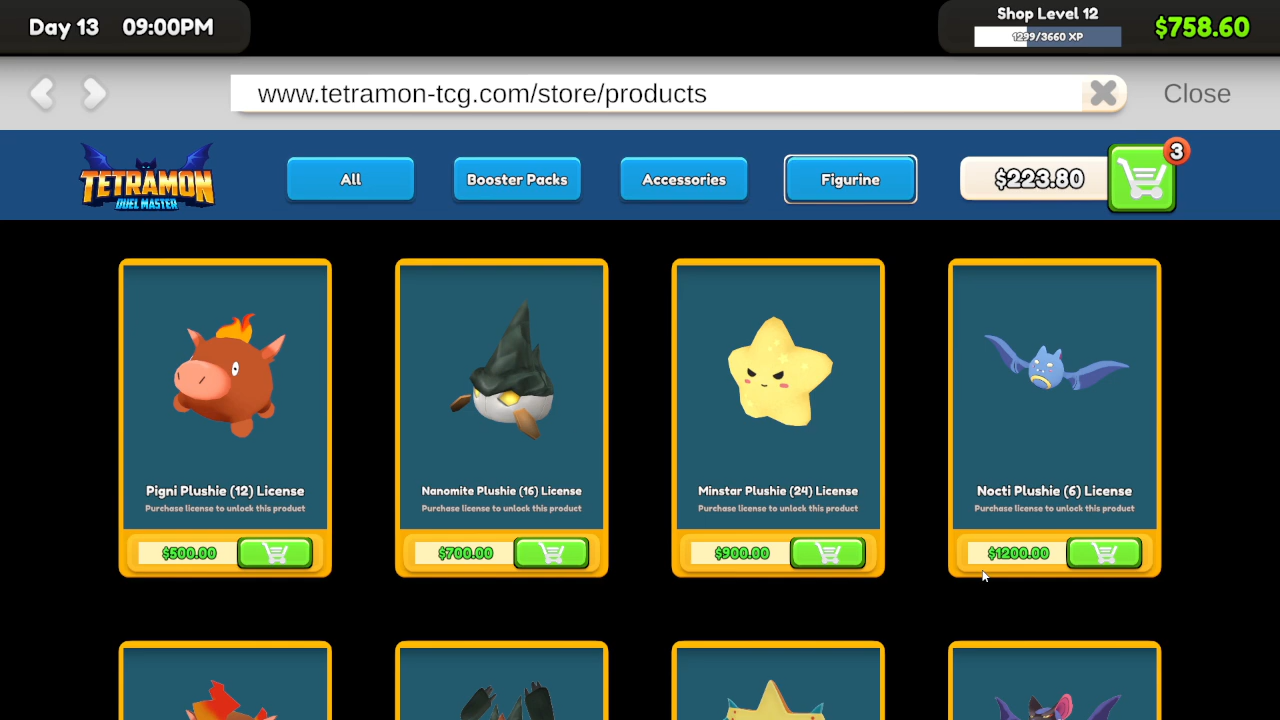 Day 13 09:00PM
Shop Level 12
1299/3660 XP
$758.60
www.tetramon-tcg.com/store/products
Close
TETRAMON
DUEL MASTER
All
Booster Packs
Accessories
Figurine
$223.80
3
Pigni Plushie (12) License
Purchase license to unlock this product
$500.00
Nanomite Plushie (16) License
Purchase license to unlock this product
$700.00
Minstar Plushie (24) License
Purchase license to unlock this product
$900.00
Nocti Plushie (6) License
Purchase license to unlock this product
$1200.00